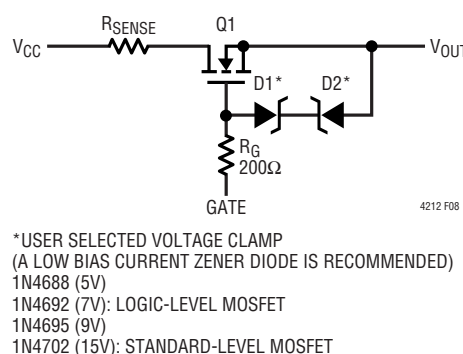 RSENSE
Q1
VCC
VOUT
D1*
D2*
RG
200Ω
GATE
4212 F08
*USER SELECTED VOLTAGE CLAMP
(A LOW BIAS CURRENT ZENER DIODE IS RECOMMENDED)
1N4688 (5V)
1N4692 (7V): LOGIC-LEVEL MOSFET
1N4695 (9V)
1N4702 (15V): STANDARD-LEVEL MOSFET